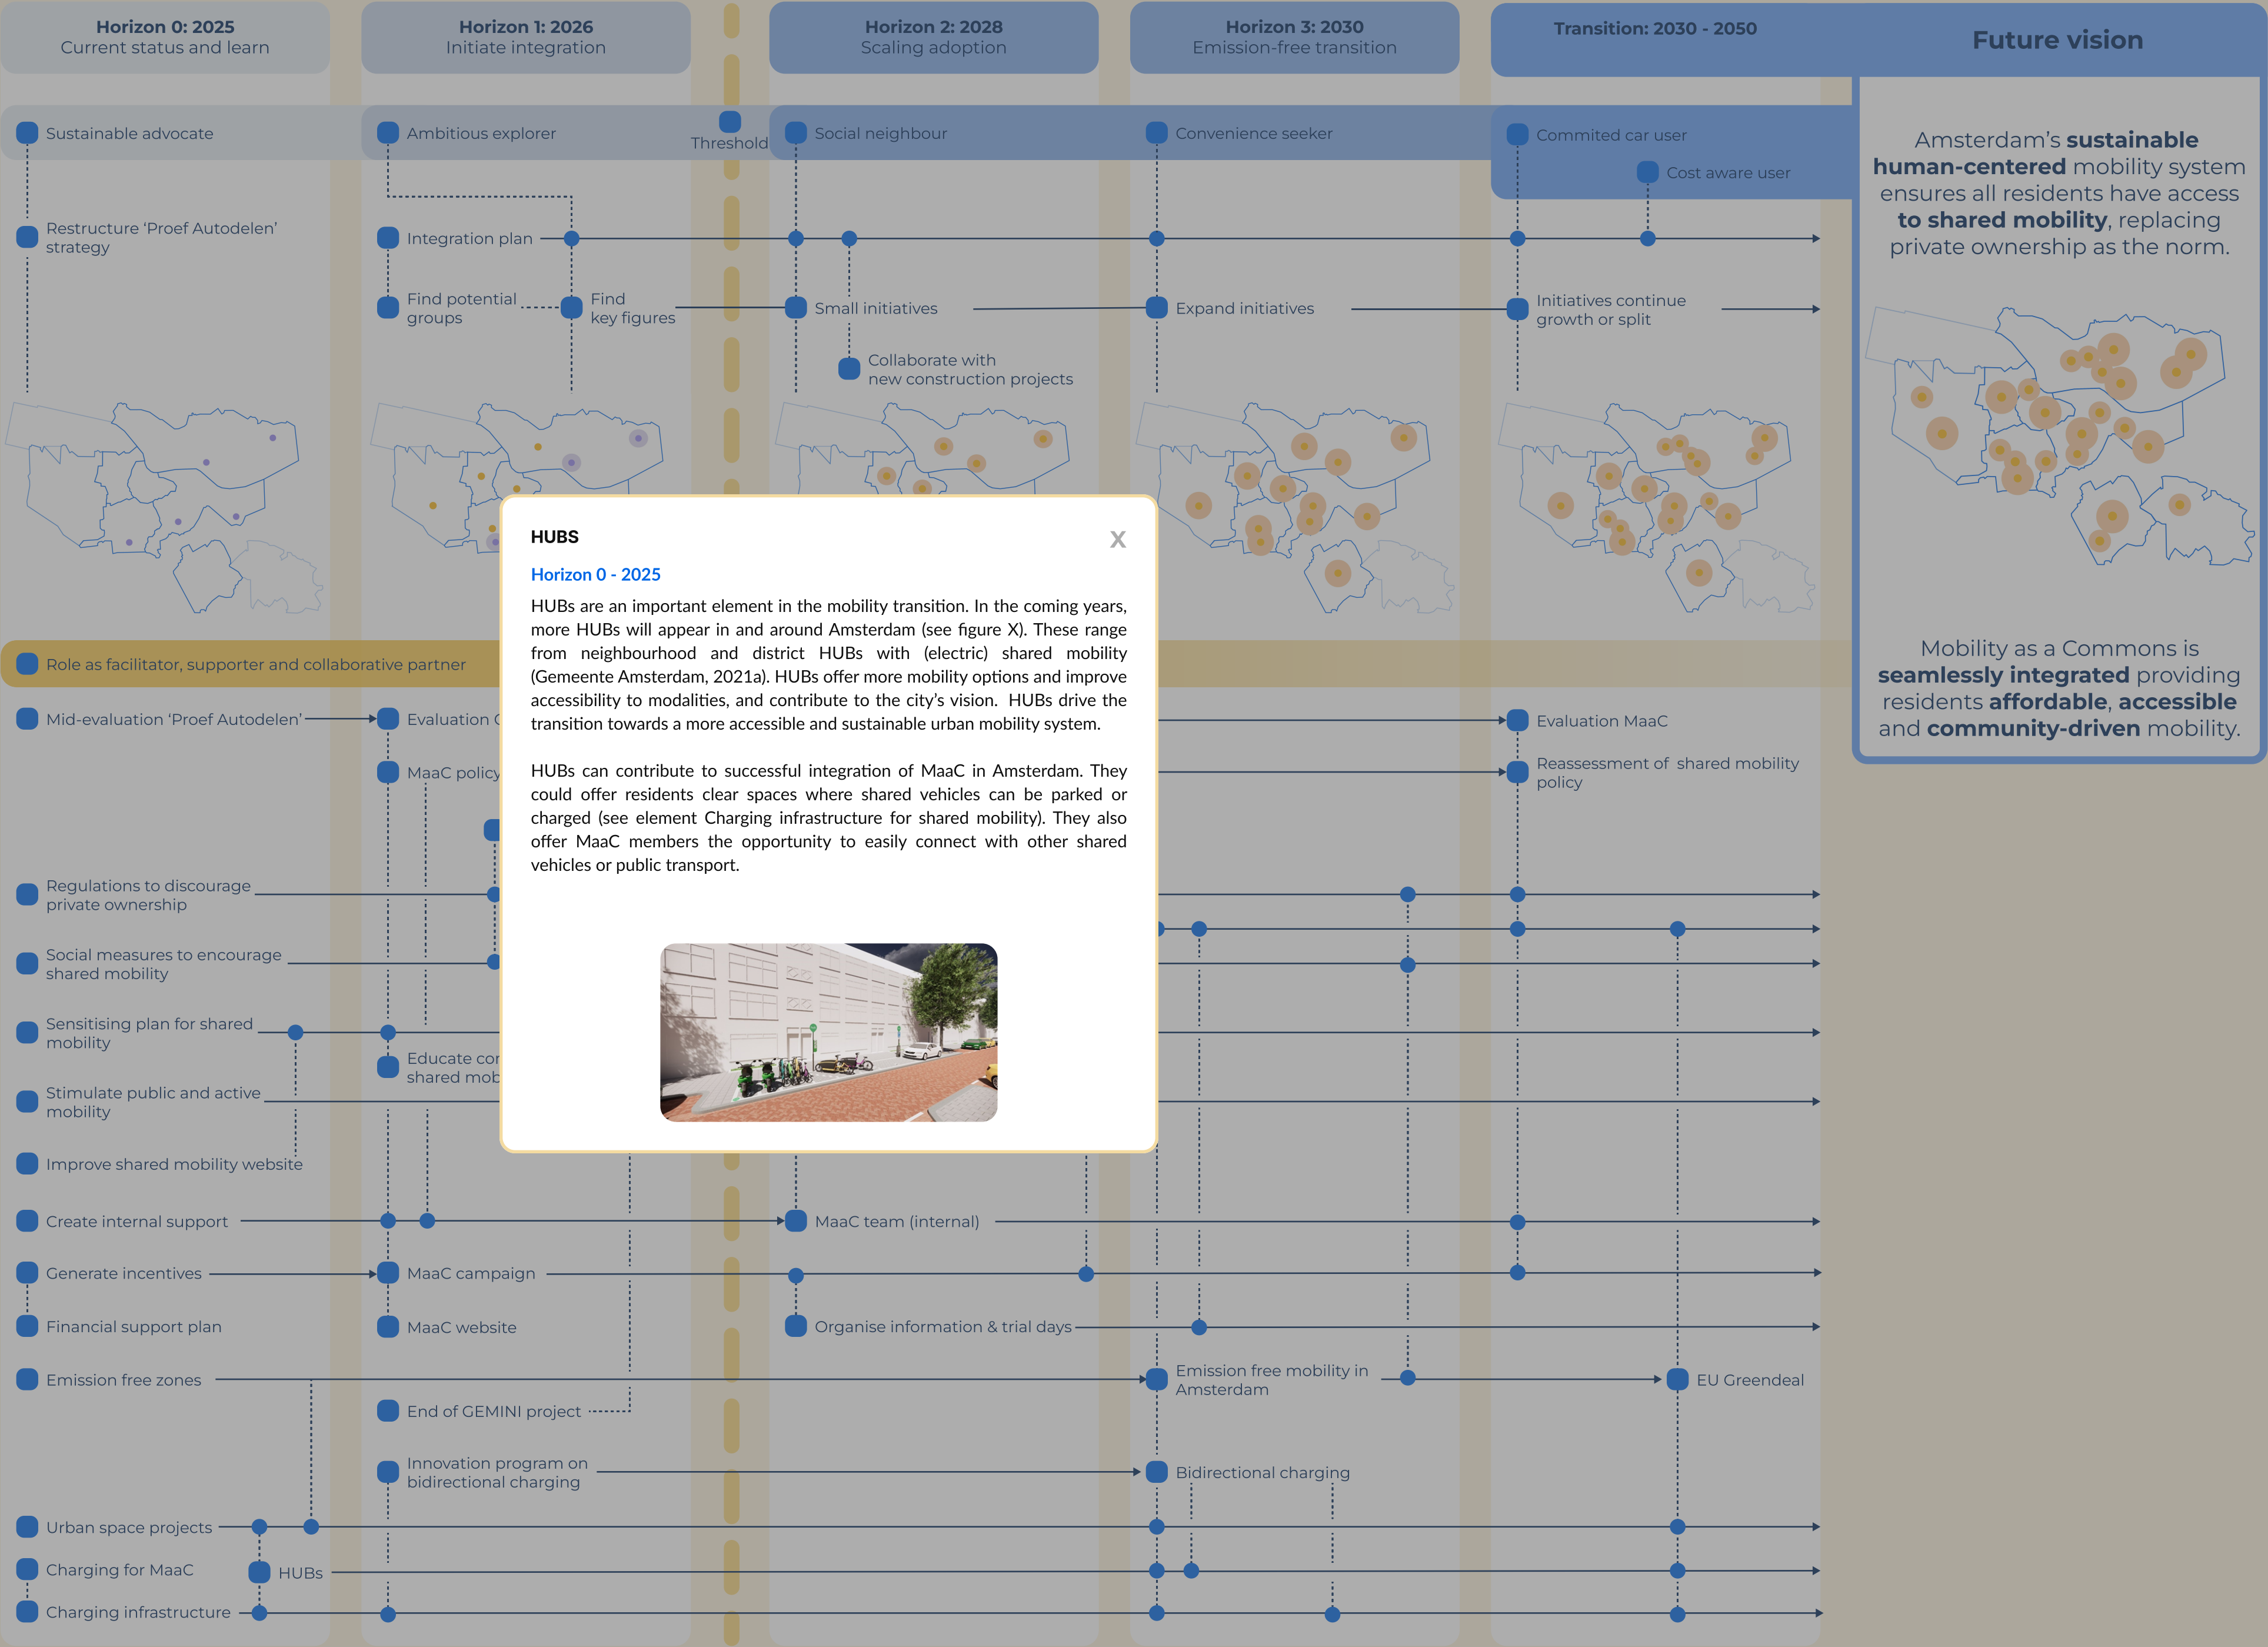 Horizon 0: 2025
Current status and learn
Horizon 1: 2026
Initiate integration
Horizon 2: 2028
Scaling adoption
Horizon 3: 2030
Emission-free transition
Transition: 2030 - 2050
Future vision
Sustainable advocate
Ambitious explorer
Threshold
Social neighbour
Convenience seeker
Commited car user
Cost aware user
Restructure ‘Proef Autodelen’
strategy
Integration plan
Find potential
groups
Find
key figures
Small initiatives
Expand initiatives
Initiatives continue
growth or split
Collaborate with
new construction projects
Amsterdam’s sustainable
human-centered mobility system
ensures all residents have access
to shared mobility, replacing
private ownership as the norm.
Mobility as a Commons is
seamlessly integrated providing
residents affordable, accessible
and community-driven mobility.
HUBS
X
Horizon 0 - 2025
HUBs are an important element in the mobility transition. In the coming years,
more HUBs will appear in and around Amsterdam (see figure X). These range
from neighbourhood and district HUBs with (electric) shared mobility
(Gemeente Amsterdam, 2021a). HUBs offer more mobility options and improve
accessibility to modalities, and contribute to the city’s vision. HUBs drive the
transition towards a more accessible and sustainable urban mobility system.
HUBs can contribute to successful integration of MaaC in Amsterdam. They
could offer residents clear spaces where shared vehicles can be parked or
charged (see element Charging infrastructure for shared mobility). They also
offer MaaC members the opportunity to easily connect with other shared
vehicles or public transport.
Role as facilitator, supporter and collaborative partner
Mid-evaluation ‘Proef Autodelen’
Evaluation
MaaC policy
Evaluation MaaC
Reassessment of shared mobility
policy
Regulations to discourage
private ownership
Social measures to encourage
shared mobility
Sensitising plan for shared
mobility
Educate
shared
Stimulate public and active
mobility
Improve shared mobility website
Create internal support
MaaC team (internal)
Generate incentives
MaaC campaign
Financial support plan
MaaC website
Organise information & trial days
Emission free zones
Emission free mobility in
Amsterdam
EU Greendeal
End of GEMINI project
Innovation program on
bidirectional charging
Bidirectional charging
Urban space projects
Charging for MaaC
HUBs
Charging infrastructure